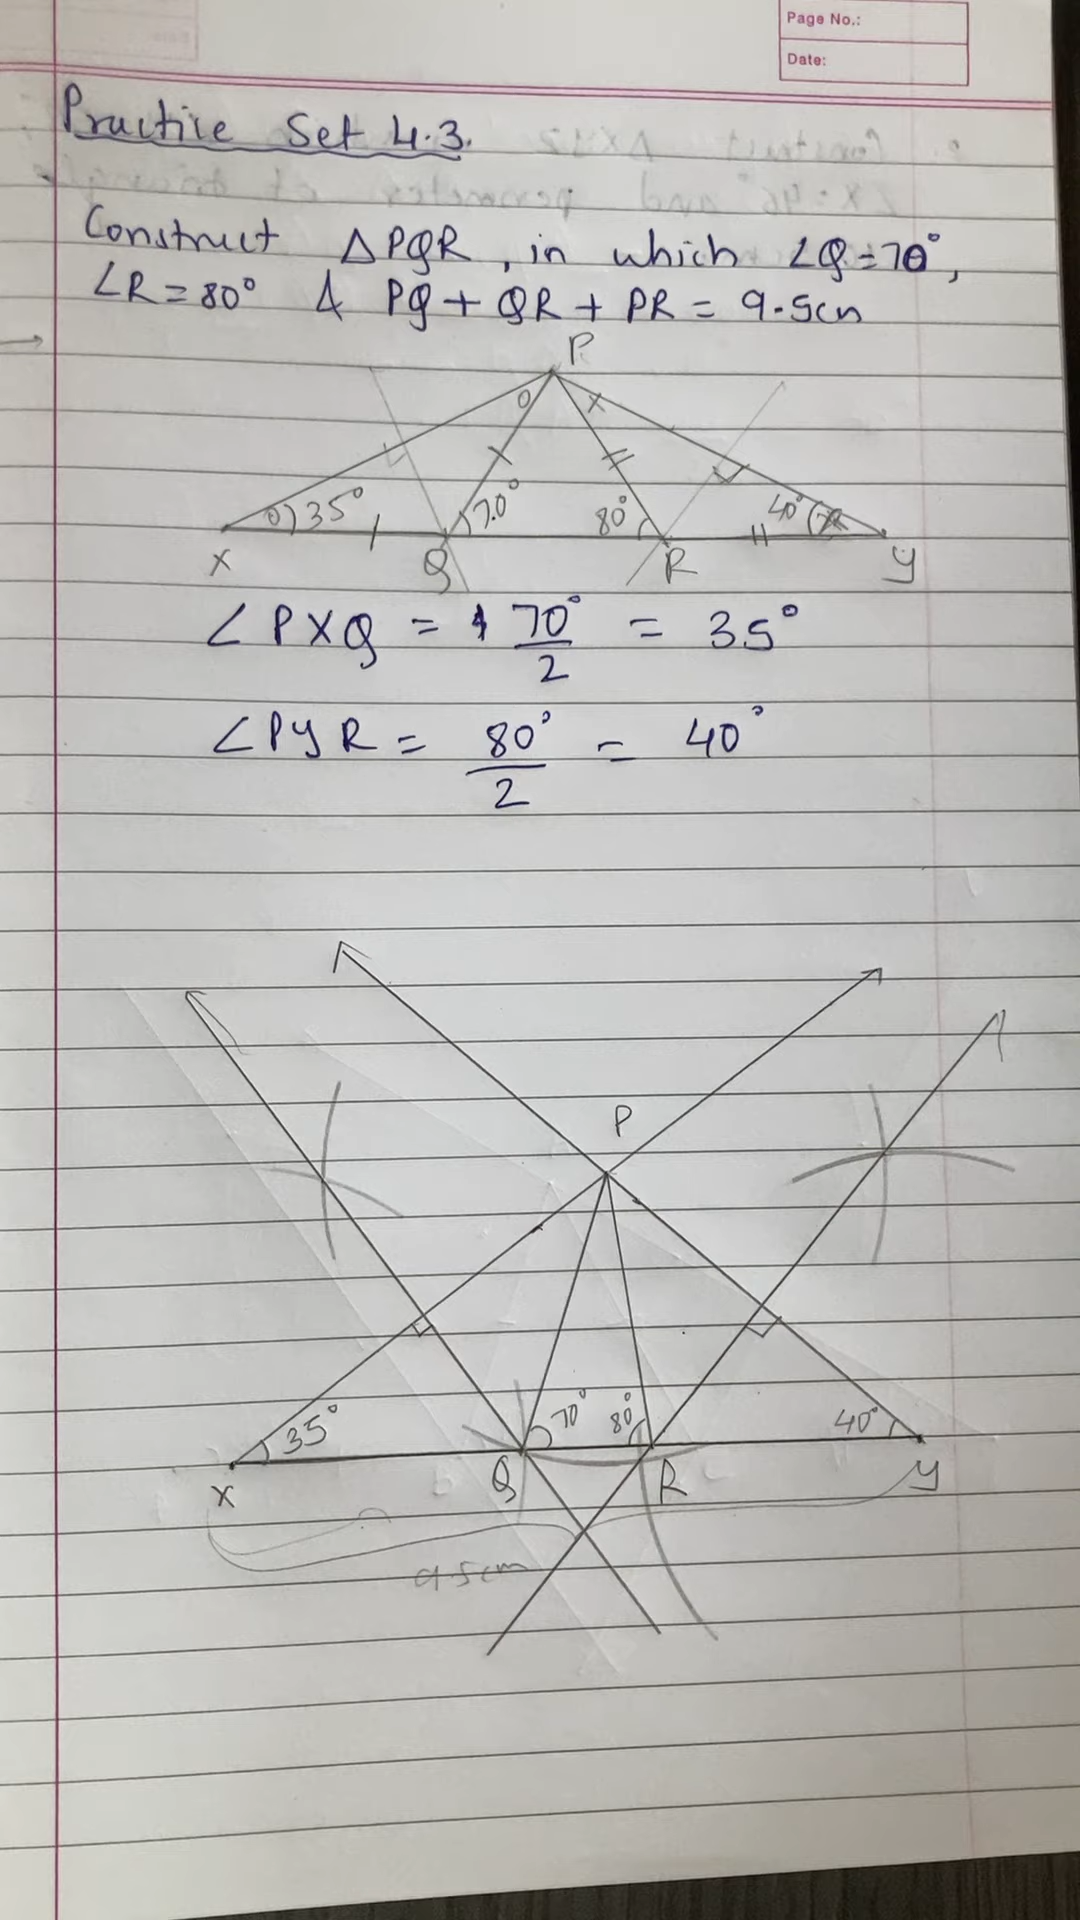 Page No.:
Date:
Practice Set 4.3.
Construct △PQR, in which ∠Q=70°,
∠R=80° & PQ+QR+PR=9.5cm
→
P
o x
o 35° 70° 80° 40° x
X Q R Y
∠PXQ = 70°/2 = 35°
∠PYR = 80°/2 = 40°
P
35° 70° 80° 40°
X Q R Y
9.5cm